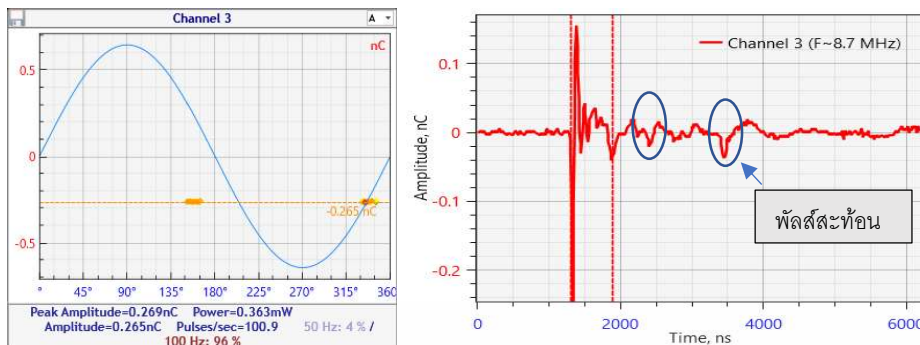 Channel 3
A
nC
0.5
0
-0.5
-0.265 nC
° 45° 90° 135° 180° 225° 270° 315° 360
Peak Amplitude=0.269nC Power=0.363mW
Amplitude=0.265nC Pulses/sec=100.9 50 Hz: 4 % /
100 Hz: 96 %
Channel 3 (F~8.7 MHz)
Amplitude, nC
0.1
0
-0.1
-0.2
พัลส์สะท้อน
0 2000 4000 6000
Time, ns